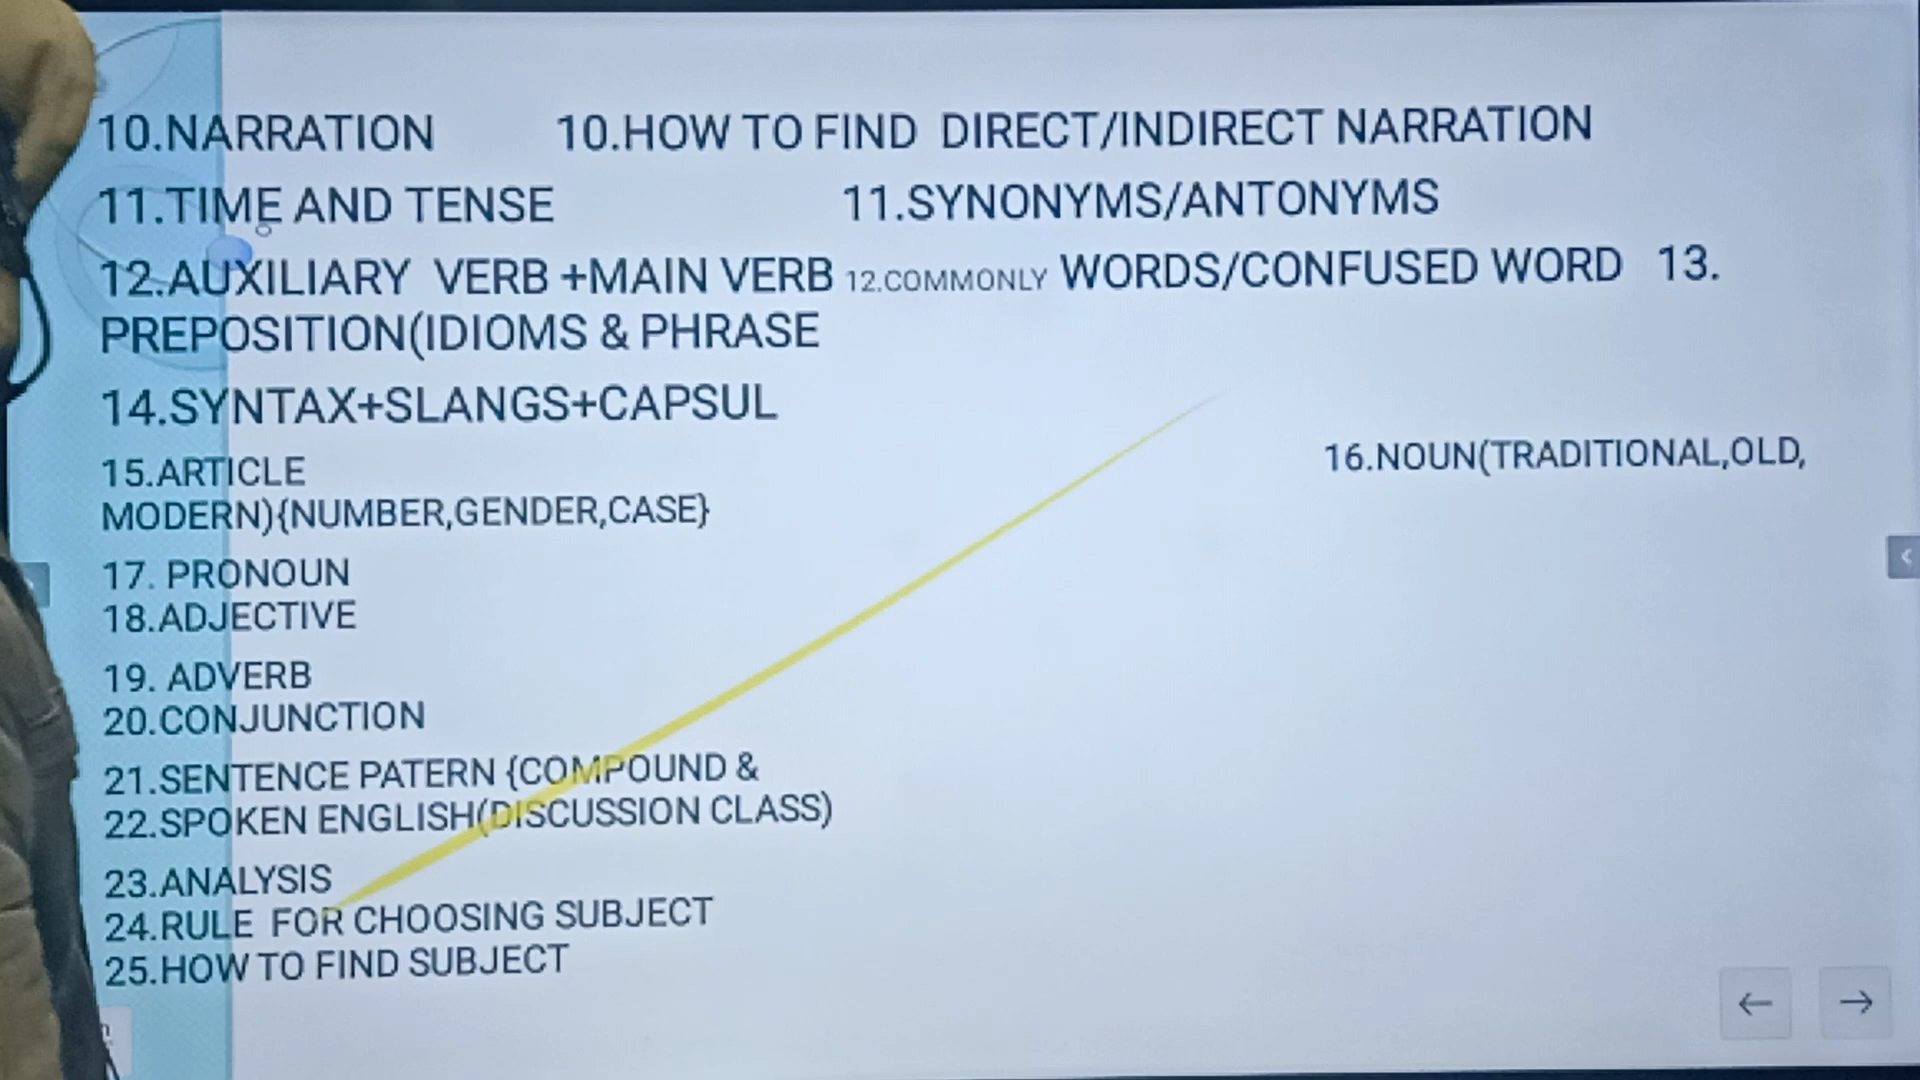 10.NARRATION 10.HOW TO FIND DIRECT/INDIRECT NARRATION
11.TIME AND TENSE 11.SYNONYMS/ANTONYMS
12.AUXILIARY VERB +MAIN VERB 12.COMMONLY WORDS/CONFUSED WORD 13.
PREPOSITION(IDIOMS & PHRASE
14.SYNTAX+SLANGS+CAPSUL
15.ARTICLE 16.NOUN(TRADITIONAL,OLD,
MODERN){NUMBER,GENDER,CASE}
17. PRONOUN
18.ADJECTIVE
19. ADVERB
20.CONJUNCTION
21.SENTENCE PATERN {COMPOUND &
22.SPOKEN ENGLISH(DISCUSSION CLASS)
23.ANALYSIS
24.RULE FOR CHOOSING SUBJECT
25.HOW TO FIND SUBJECT